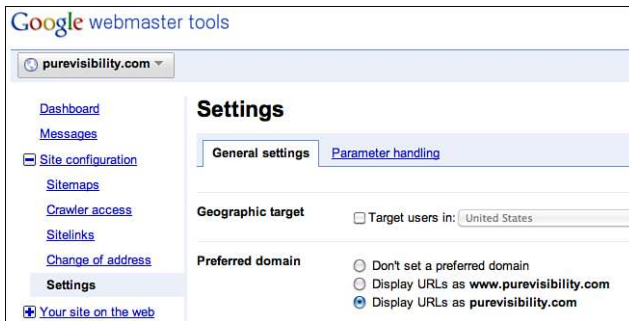 Google webmaster tools
purevisibility.com
Dashboard
Messages
Site configuration
Sitemaps
Crawler access
Sitelinks
Change of address
Settings
Your site on the web
Settings
General settings
Parameter handling
Geographic target
Target users in: United States
Preferred domain
Don't set a preferred domain
Display URLs as www.purevisibility.com
Display URLs as purevisibility.com